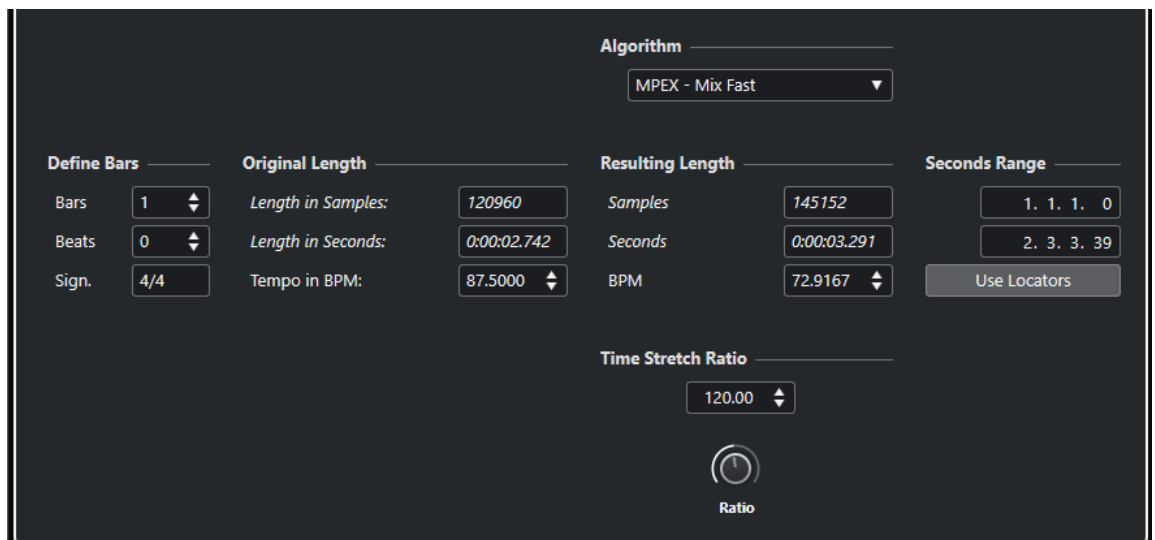 Algorithm
MPEX - Mix Fast
Define Bars
Original Length
Resulting Length
Seconds Range
Bars 1
Length in Samples: 120960
Samples 145152
1. 1. 1. 0
Beats 0
Length in Seconds: 0:00:02.742
Seconds 0:00:03.291
2. 3. 3. 39
Sign. 4/4
Tempo in BPM: 87.5000
BPM 72.9167
Use Locators
Time Stretch Ratio
120.00
Ratio